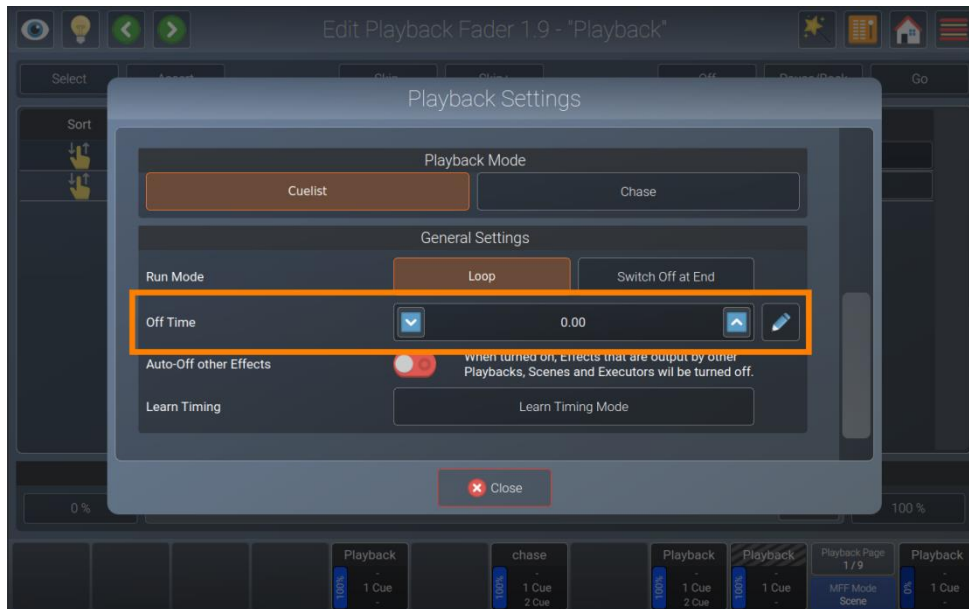 Edit Playback Fader 1.9 - "Playback"
Select
Off
Go
Playback Settings
Sort
Playback Mode
Cuelist
Chase
General Settings
Run Mode
Loop
Switch Off at End
Off Time
0.00
Auto-Off other Effects
When turned on, Effects that are output by other
Playbacks, Scenes and Executors wil be turned off.
Learn Timing
Learn Timing Mode
Close
0 %
100 %
Playback
-
1 Cue
-
100%
chase
-
1 Cue
2 Cue
100%
Playback
-
1 Cue
2 Cue
100%
Playback
-
1 Cue
-
100%
Playback Page
1 / 9
MFF Mode
Scene
Playback
-
1 Cue
-
0%